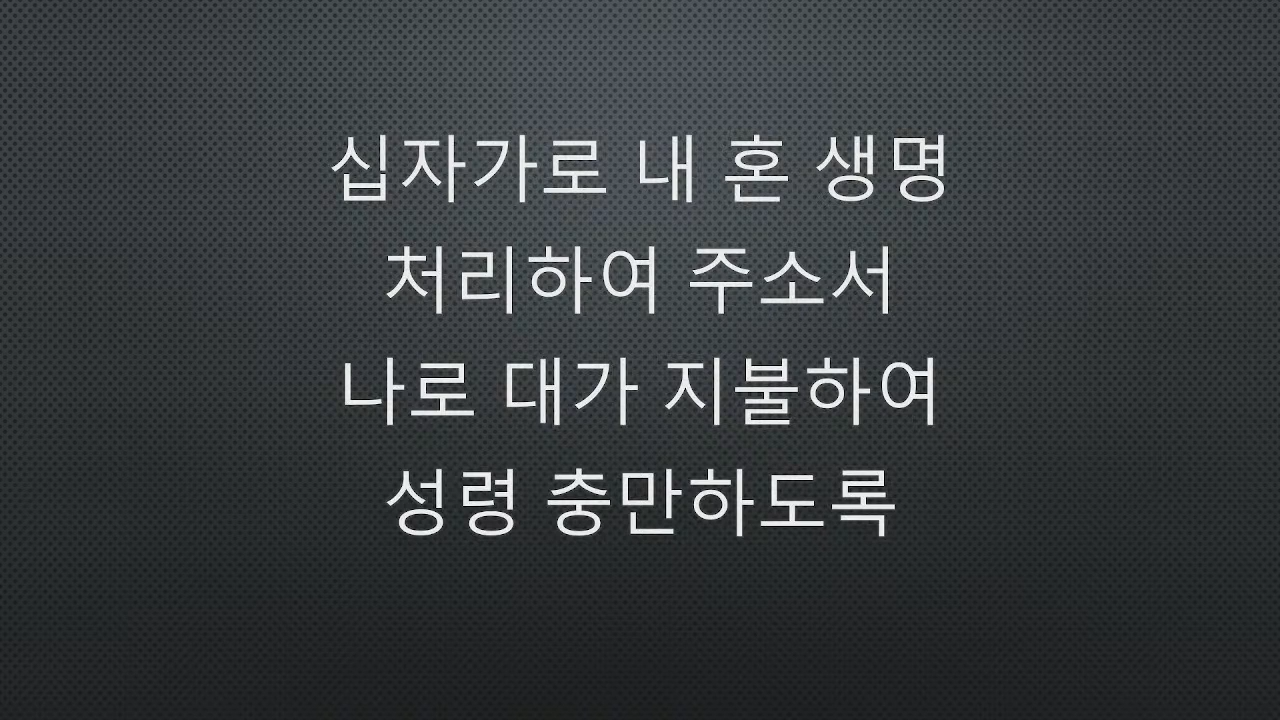 십자가로 내 혼 생명
처리하여 주소서
나로 대가 지불하여
성령 충만하도록